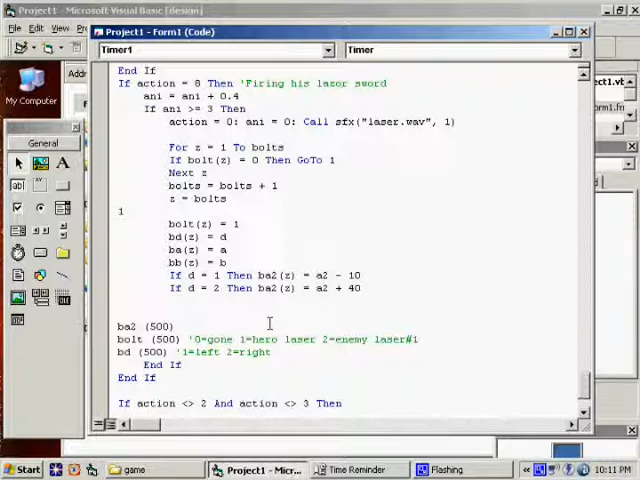 Project1 - Microsoft Visual Basic [design]
File Edit View
Project1 - Form1 (Code)
Timer1
Timer
My Computer
Addr
General
A
ab|
End If
If action = 8 Then 'Firing his lazor sword
ani = ani + 0.4
If ani >= 3 Then
action = 0: ani = 0: Call sfx("laser.wav", 1)
For z = 1 To bolts
If bolt(z) = 0 Then GoTo 1
Next z
bolts = bolts + 1
z = bolts
1
bolt(z) = 1
bd(z) = d
ba(z) = a
bb(z) = b
If d = 1 Then ba2(z) = a2 - 10
If d = 2 Then ba2(z) = a2 + 40
ba2 (500)
bolt (500) '0=gone 1=hero laser 2=enemy laser#1
bd (500) '1=left 2=right
End If
End If
If action <> 2 And action <> 3 Then
Start
game
Project1 - Micr...
Time Reminder
Flashing
10:11 PM